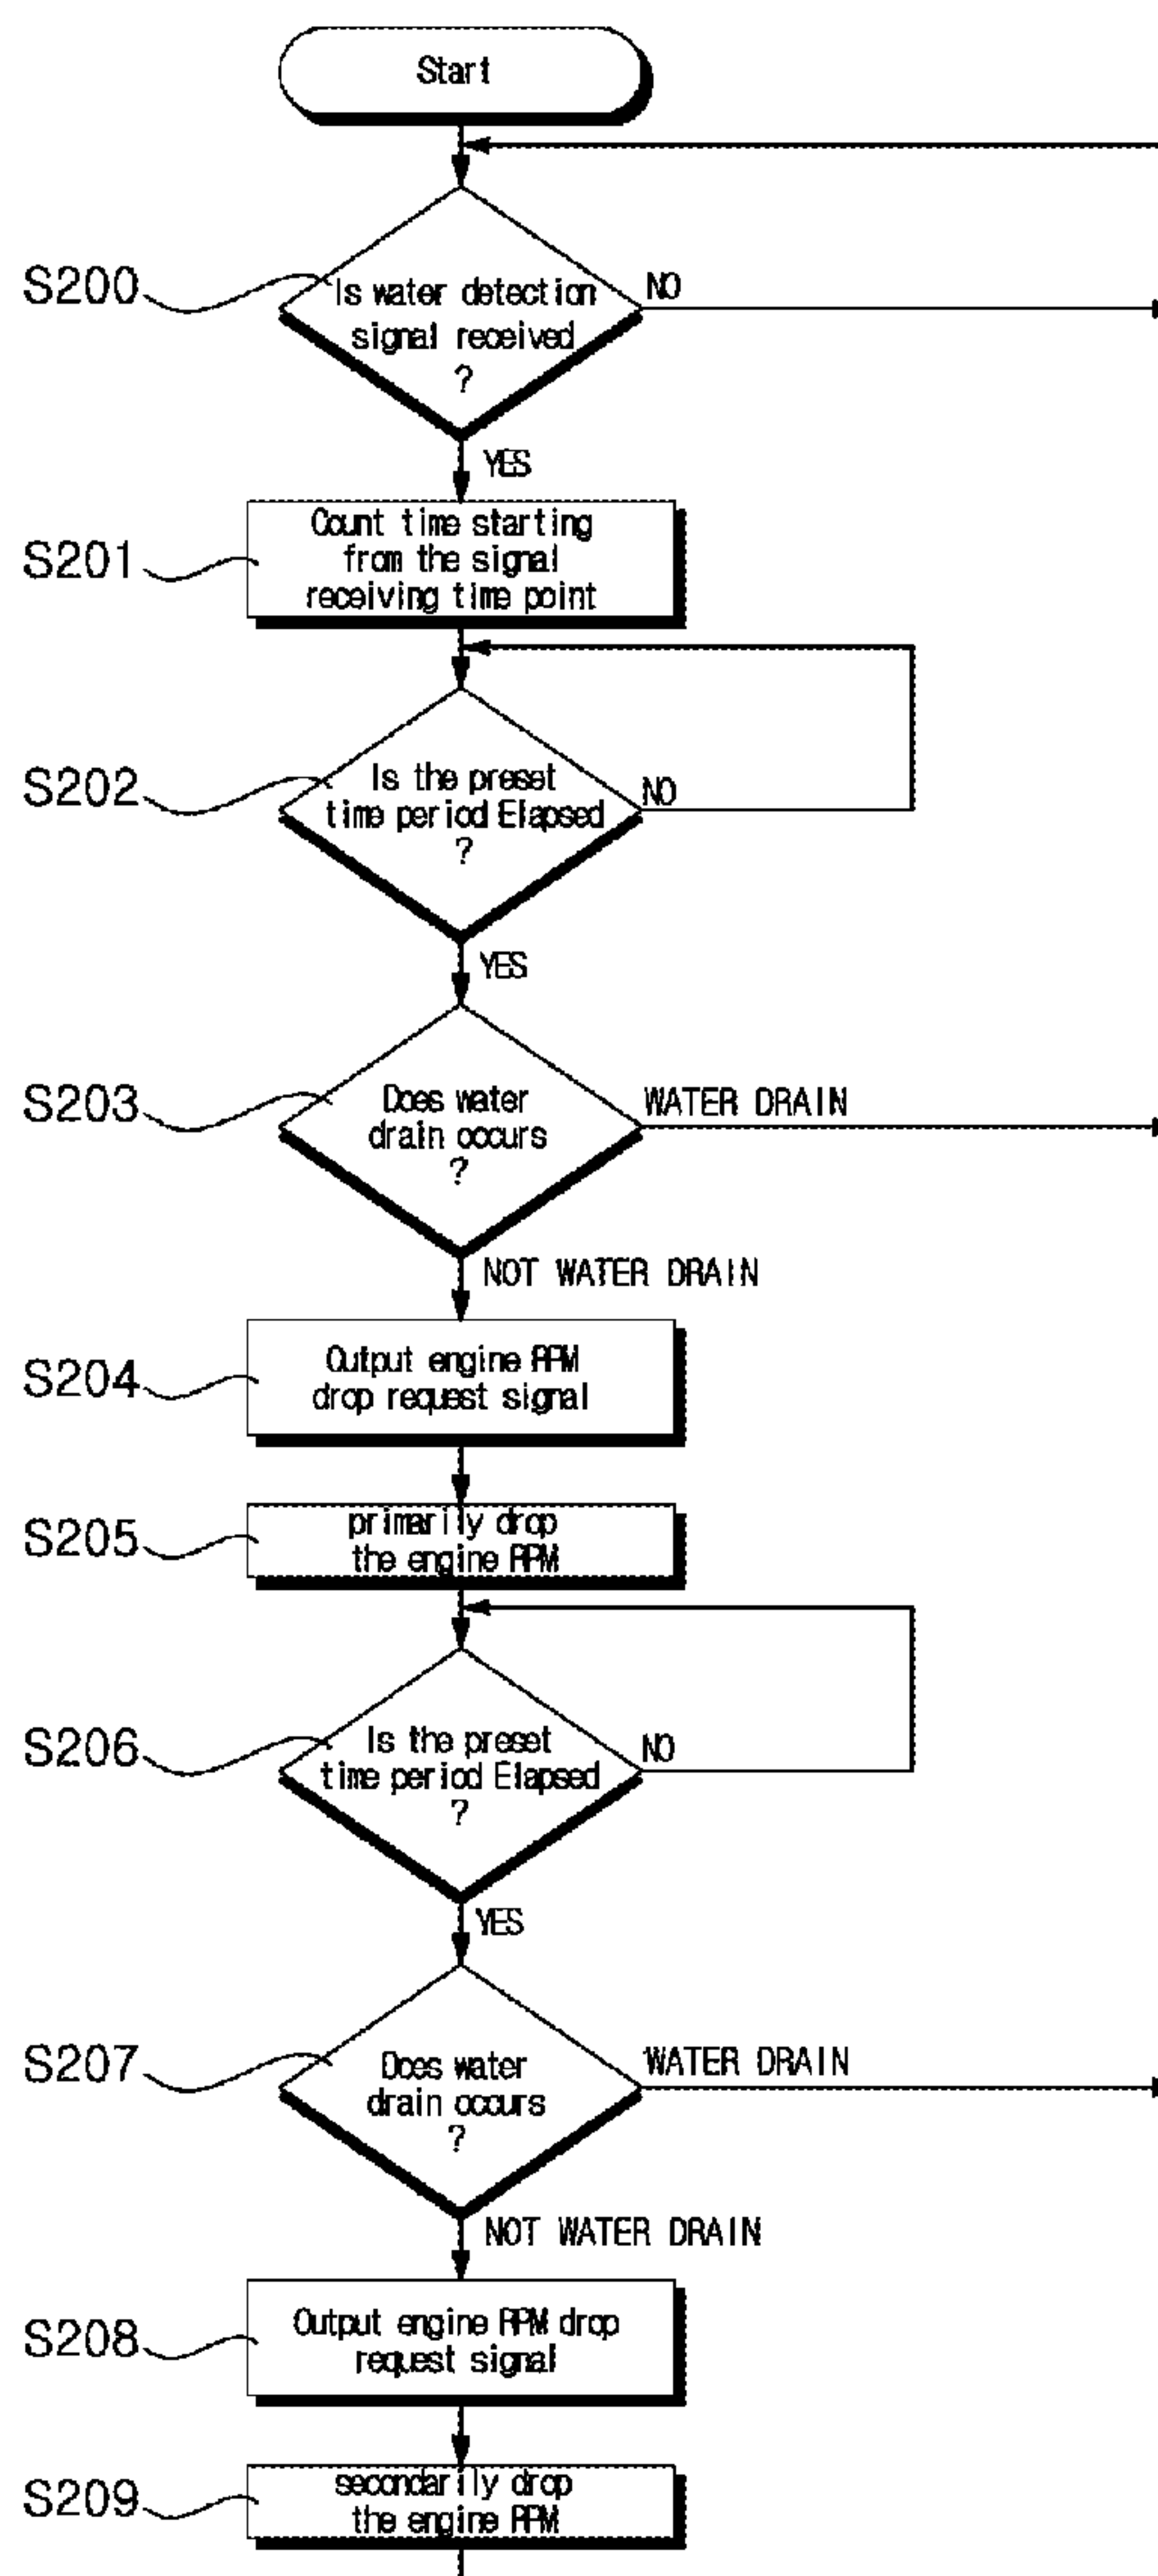 Start
S200
Is water detection
signal received
?
NO
YES
S201
Count time starting
from the signal
receiving time point
S202
Is the preset
time period Elapsed
?
NO
YES
S203
Does water
drain occurs
?
WATER DRAIN
NOT WATER DRAIN
S204
Output engine RPM
drop request signal
S205
primarily drop
the engine RPM
S206
Is the preset
time period Elapsed
?
NO
YES
S207
Does water
drain occurs
?
WATER DRAIN
NOT WATER DRAIN
S208
Output engine RPM drop
request signal
S209
secondarily drop
the engine RPM